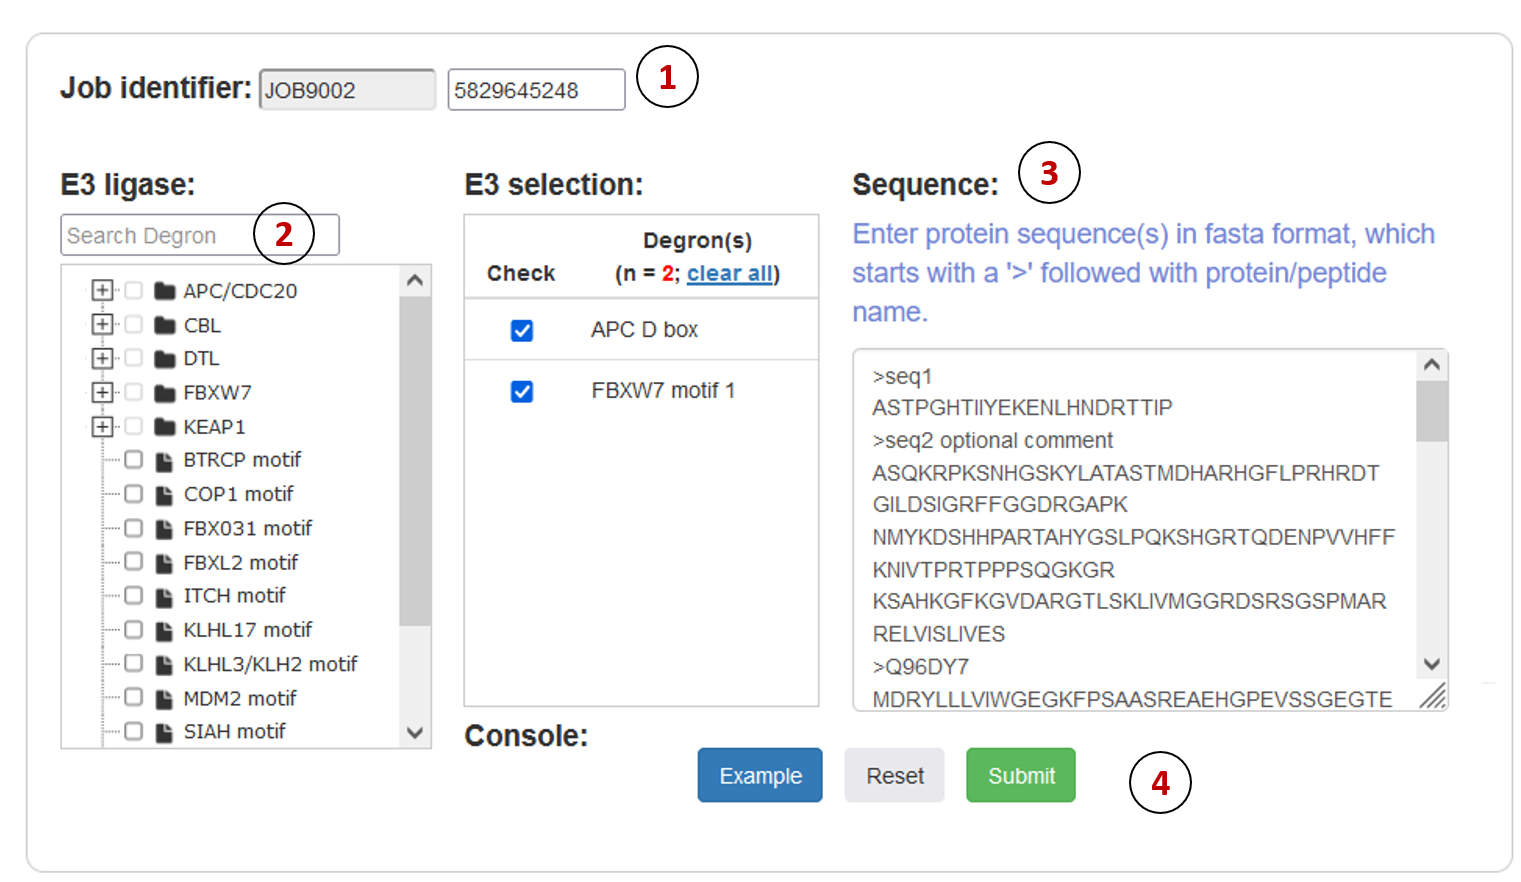 Job identifier: JOB9002 5829645248 1
E3 ligase:
Search Degron 2
APC/CDC20
CBL
DTL
FBXW7
KEAP1
BTRCP motif
COP1 motif
FBX031 motif
FBXL2 motif
ITCH motif
KLHL17 motif
KLHL3/KLH2 motif
MDM2 motif
SIAH motif
E3 selection:
Degron(s)
Check (n = 2; clear all)
APC D box
FBXW7 motif 1
Sequence: 3
Enter protein sequence(s) in fasta format, which
starts with a '>' followed with protein/peptide
name.
>seq1
ASTPGHTIIYEKENLHNDRTTIP
>seq2 optional comment
ASQKRPKSNHGSKYLATASTMDHARHGFLPRHRDT
GILDSIGRFFGGDRGAPK
NMYKDSHHPARTAHYGSLPQKSHGRTQDENPVVHFF
KNIVTPRTPPPSQGKGR
KSAHKGFKGVDARGTLSKLIVMGGRDSRSGSPMAR
RELVISLIVES
>Q96DY7
MDRYLLLVIWGEGKFPSAASREAEHGPEVSSGEGTE
Console:
Example Reset Submit 4